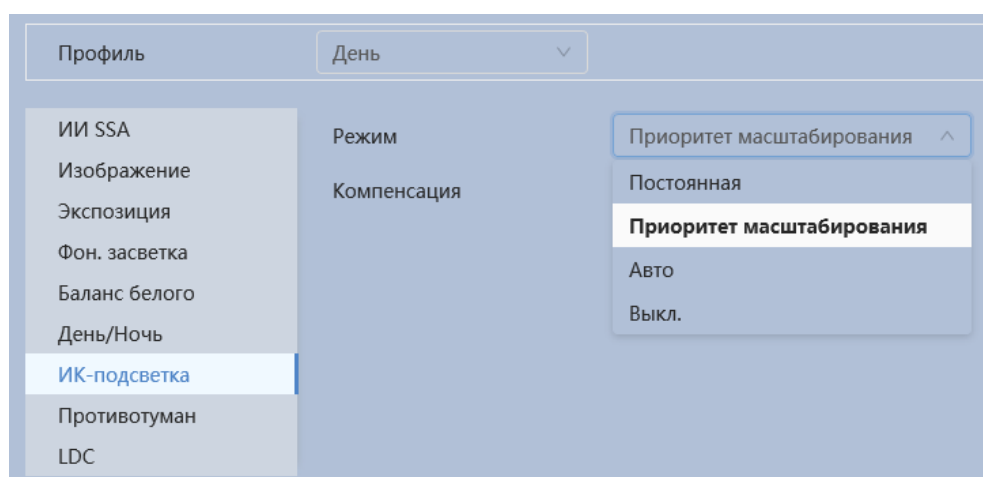 Профиль
День
ИИ SSA
Изображение
Экспозиция
Фон. засветка
Баланс белого
День/Ночь
ИК-подсветка
Противотуман
LDC
Режим
Приоритет масштабирования
Компенсация
Постоянная
Приоритет масштабирования
Авто
Выкл.